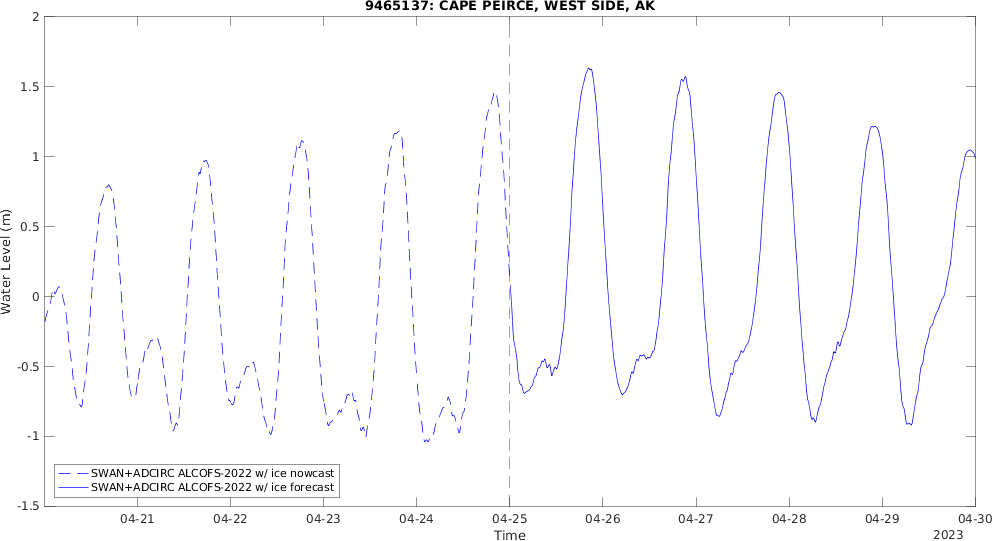 9465137: CAPE PEIRCE, WEST SIDE, AK
2
1.5
1
0.5
0
-0.5
-1
-1.5
Water Level (m)
SWAN+ADCIRC ALCOFS-2022 w/ ice nowcast
SWAN+ADCIRC ALCOFS-2022 w/ ice forecast
04-21 04-22 04-23 04-24 04-25 04-26 04-27 04-28 04-29 04-30
Time
2023